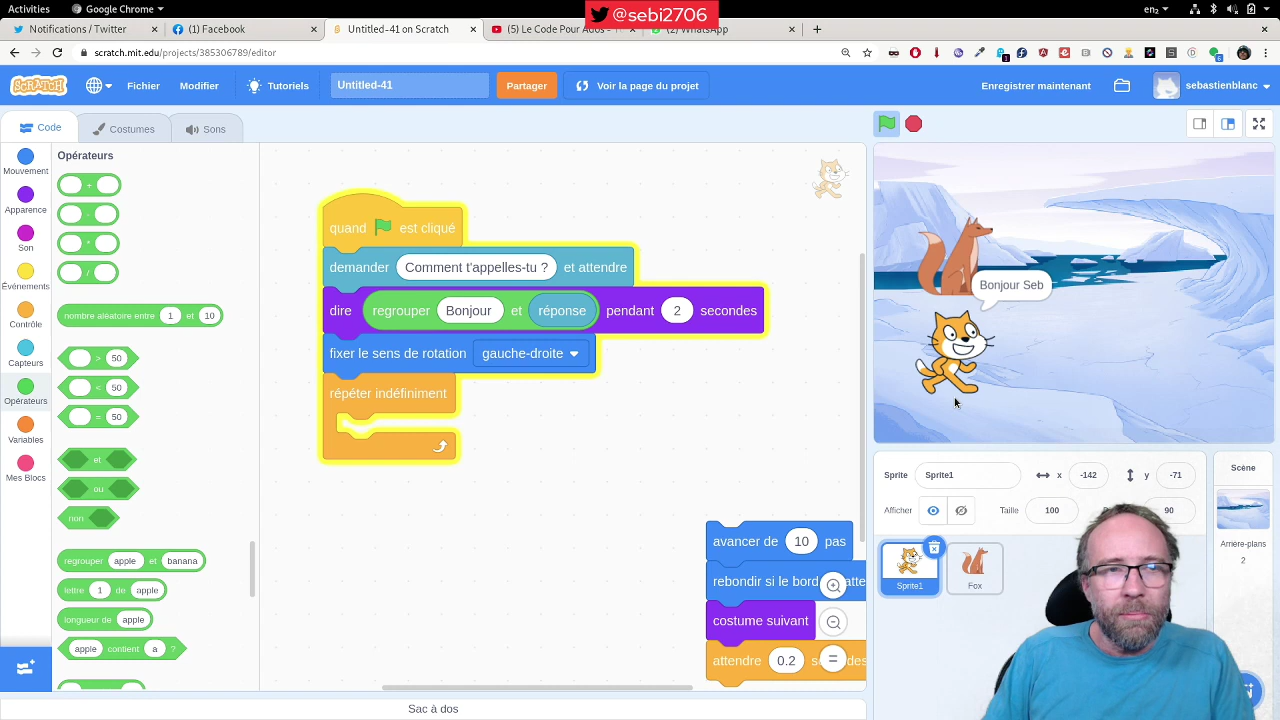 Activities
Google Chrome
@sebi2706
en₂
Notifications / Twitter
(1) Facebook
Untitled-41 on Scratch
(5) Le Code Pour Ados -
(2) WhatsApp
scratch.mit.edu/projects/385306789/editor
SCRATCH
Fichier
Modifier
Tutoriels
Untitled-41
Partager
Voir la page du projet
Enregistrer maintenant
sebastienblanc
Code
Costumes
Sons
Mouvement
Apparence
Son
Événements
Contrôle
Capteurs
Opérateurs
Variables
Mes Blocs
Opérateurs
+
-
*
/
nombre aléatoire entre 1 et 10
> 50
< 50
= 50
et
ou
non
regrouper apple et banana
lettre 1 de apple
longueur de apple
apple contient a ?
quand est cliqué
demander Comment t'appelles-tu ? et attendre
dire regrouper Bonjour et réponse pendant 2 secondes
fixer le sens de rotation gauche-droite
répéter indéfiniment
avancer de 10 pas
rebondir si le bord
costume suivant
attendre 0.2
Bonjour Seb
Sprite
Sprite1
x
-142
y
-71
Afficher
Taille
100
90
Sprite1
Fox
Scène
Arrière-plans
2
Sac à dos